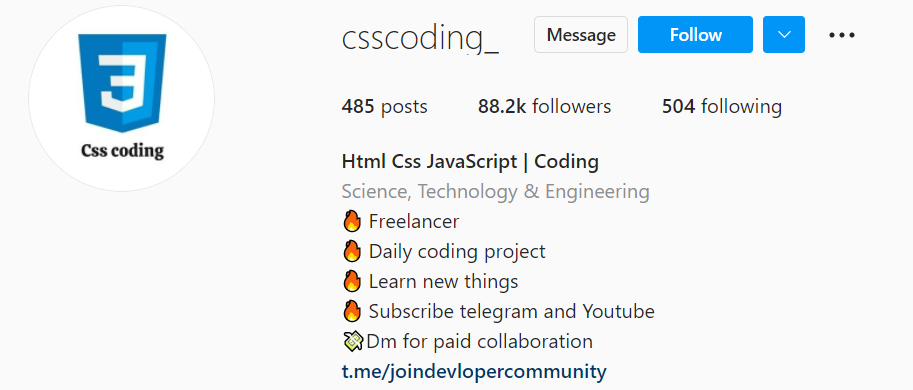 csscoding_ Message Follow
485 posts 88.2k followers 504 following
Css coding
Html Css JavaScript | Coding
Science, Technology & Engineering
🔥 Freelancer
🔥 Daily coding project
🔥 Learn new things
🔥 Subscribe telegram and Youtube
💸Dm for paid collaboration
t.me/joindevlopercommunity